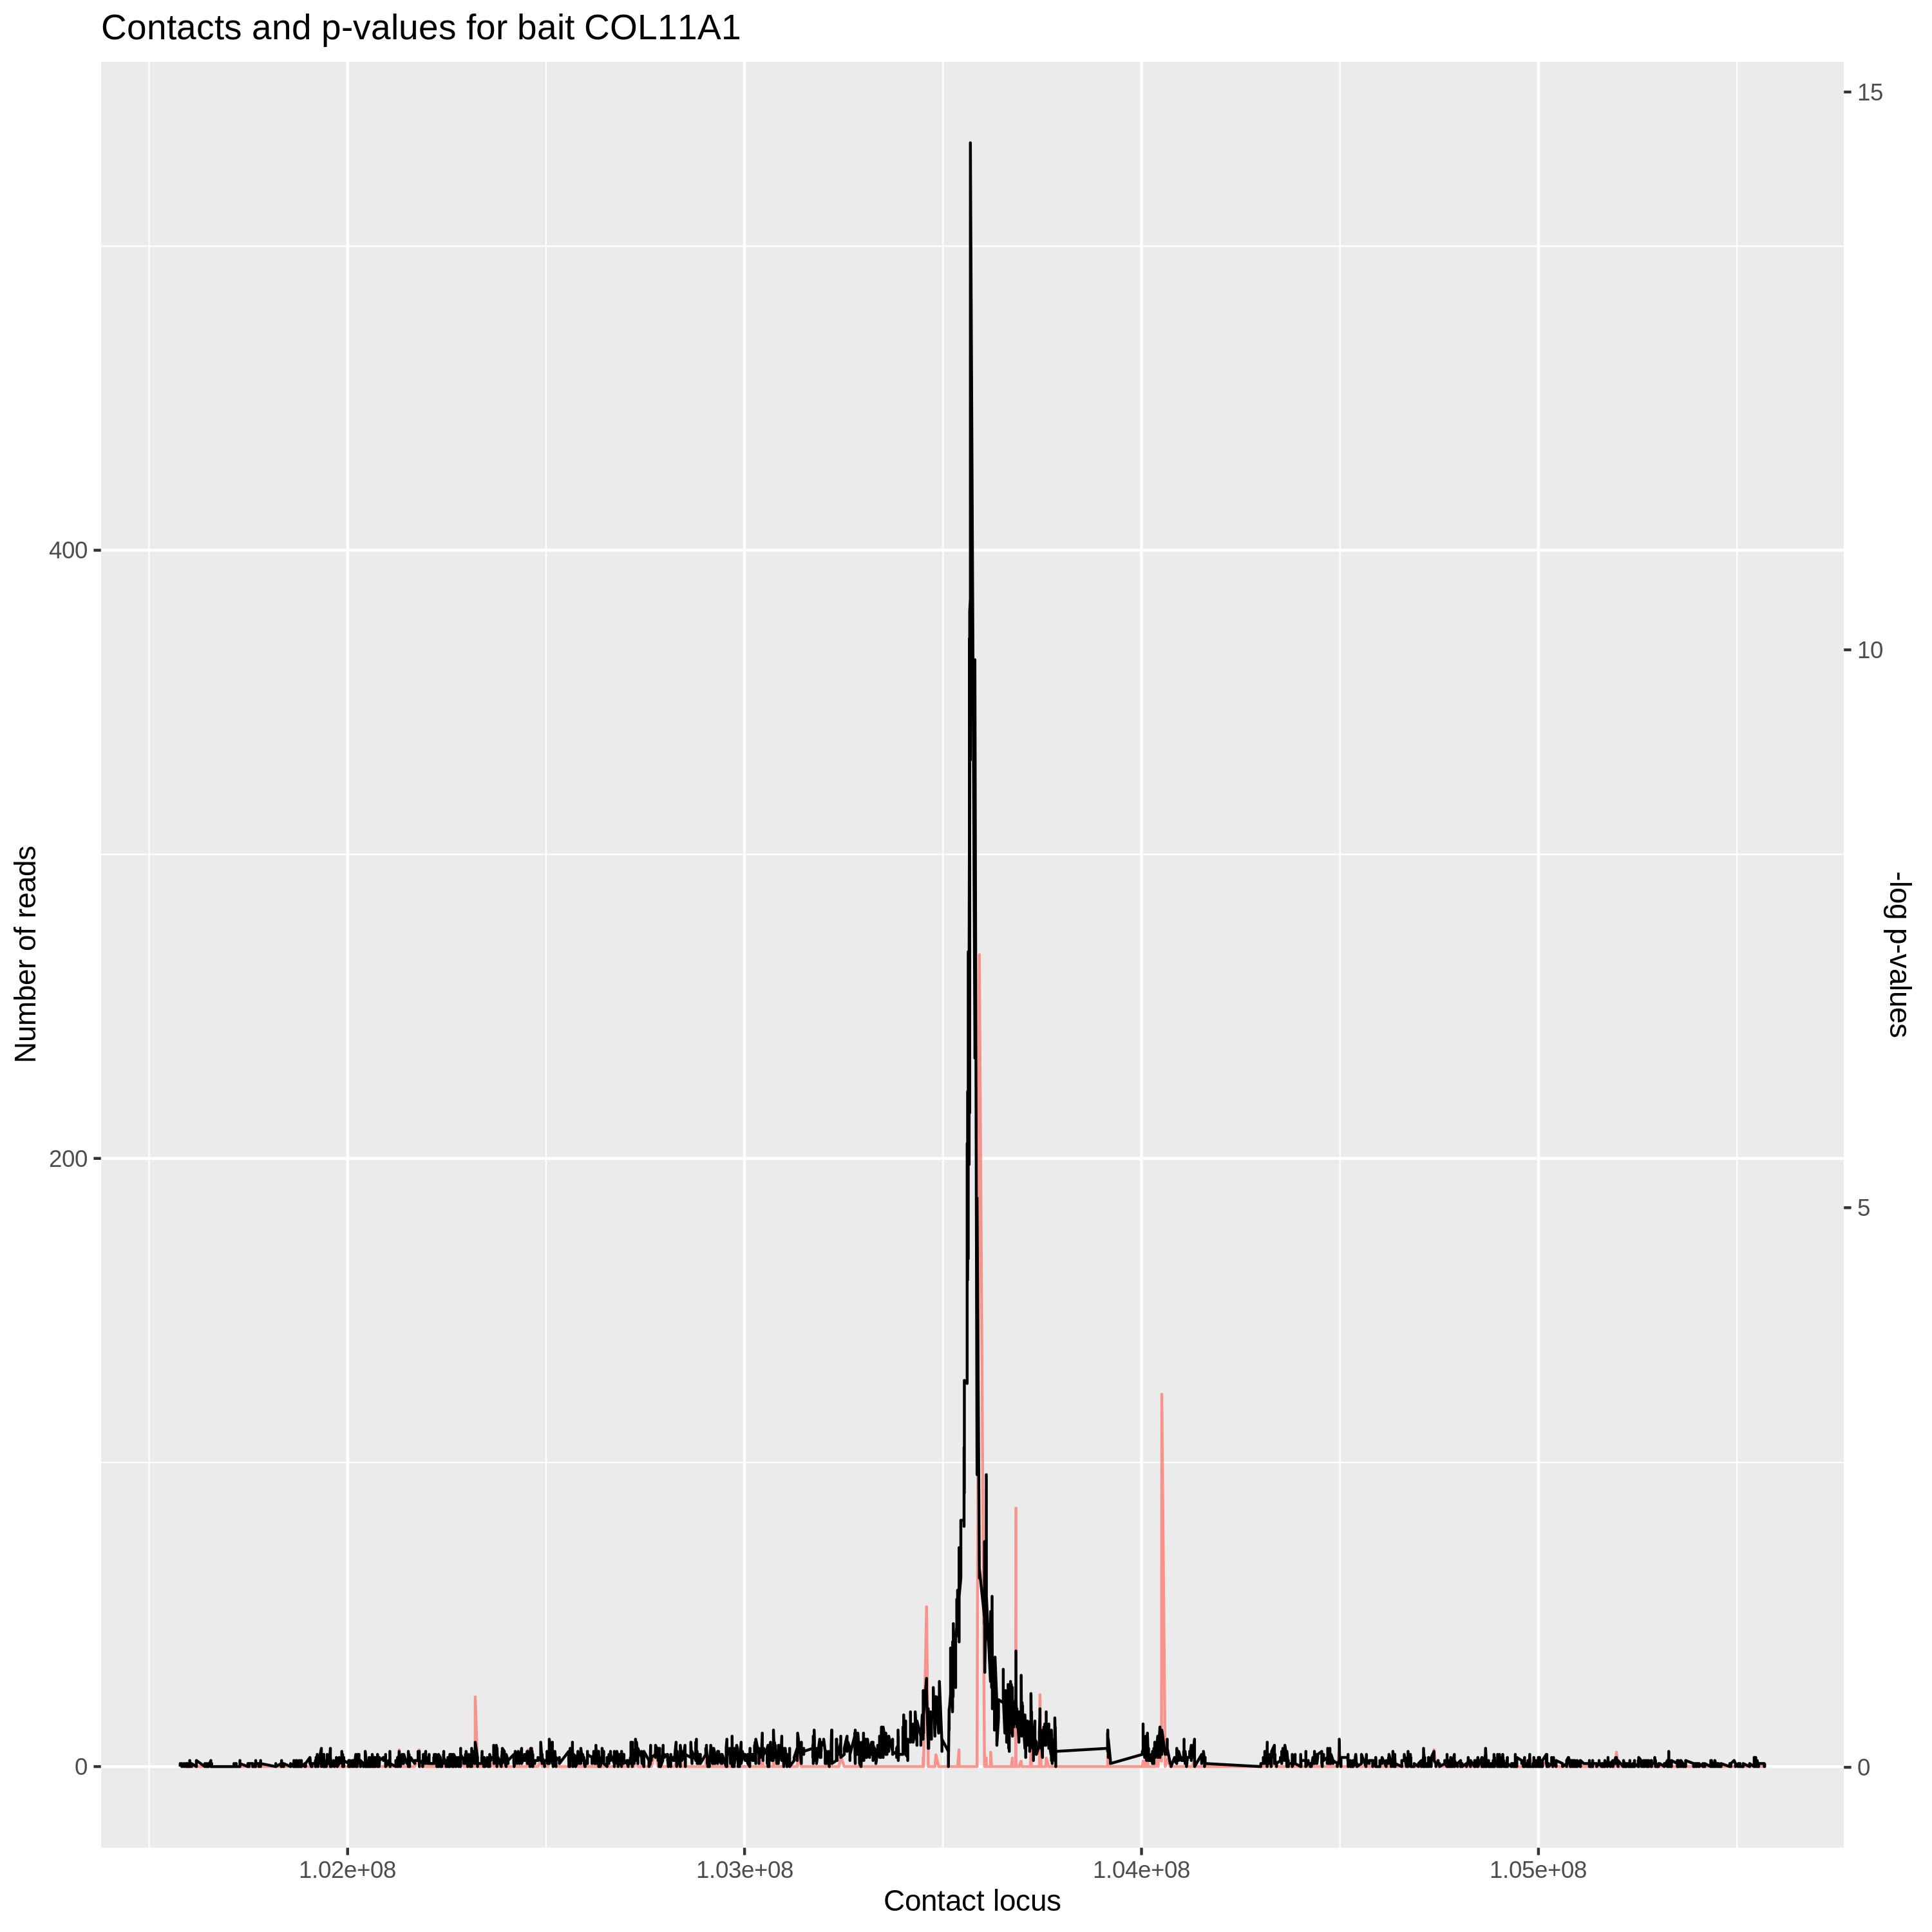 Contacts and p-values for bait COL11A1
Number of reads
400
200
0
15
10
5
0
-log p-values
1.02e+08
1.03e+08
1.04e+08
1.05e+08
Contact locus